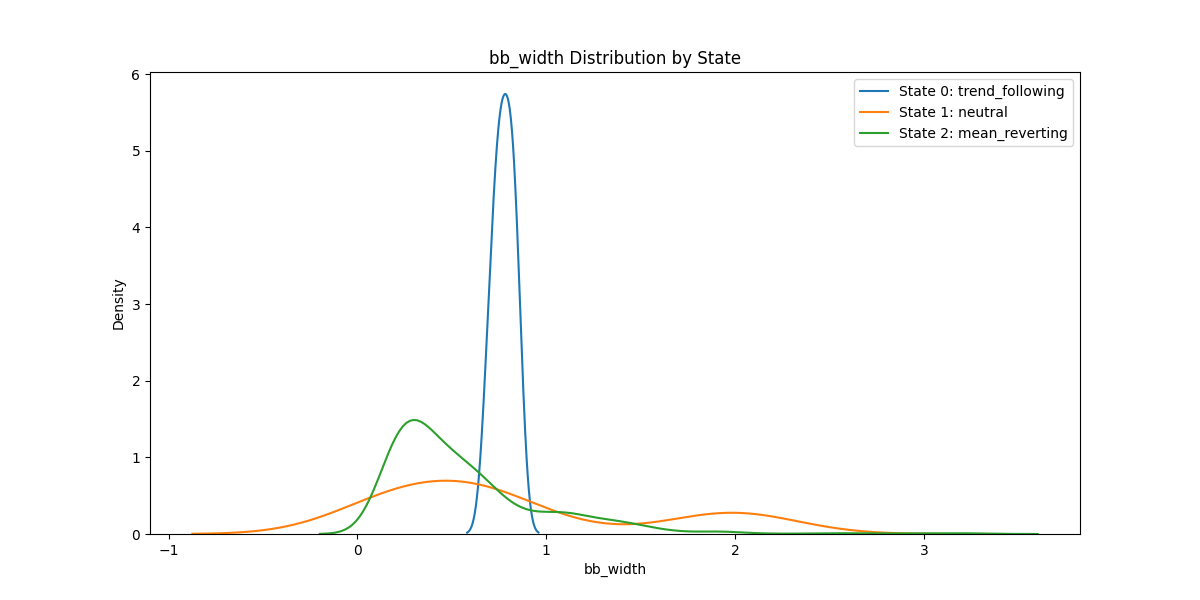 bb_width Distribution by State
State 0: trend_following
State 1: neutral
State 2: mean_reverting
Density
6
5
4
3
2
1
0
−1
0
1
2
3
bb_width